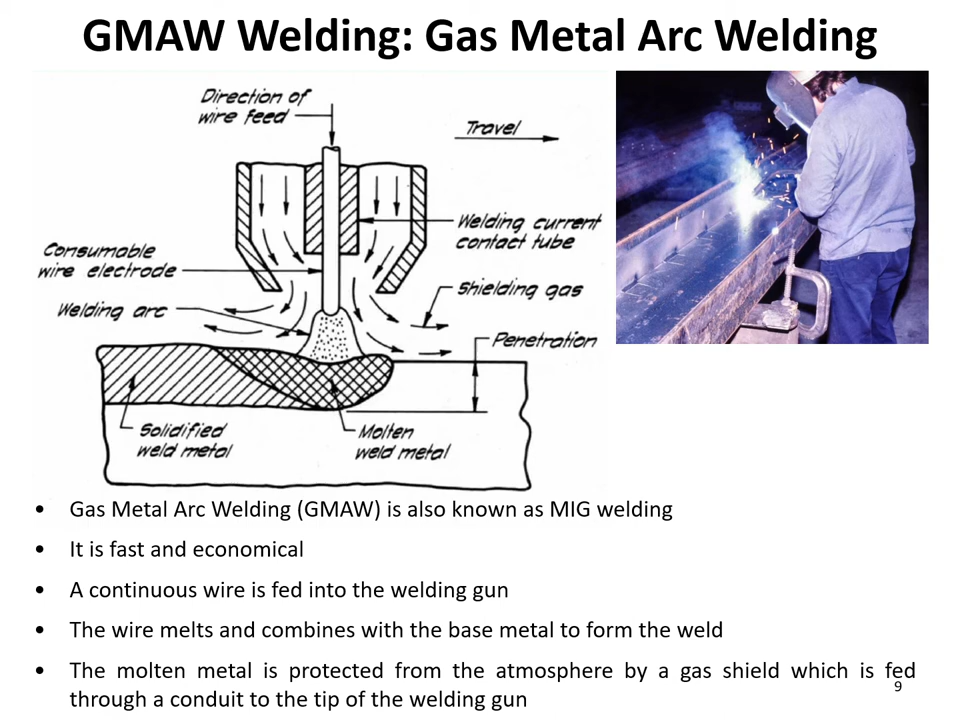 GMAW Welding: Gas Metal Arc Welding
Direction of
wire feed
Travel
Welding current
contact tube
Consumable
wire electrode
Shielding gas
Welding arc
Penetration
Solidified
weld metal
Molten
weld metal
• Gas Metal Arc Welding (GMAW) is also known as MIG welding
• It is fast and economical
• A continuous wire is fed into the welding gun
• The wire melts and combines with the base metal to form the weld
• The molten metal is protected from the atmosphere by a gas shield which is fed
through a conduit to the tip of the welding gun
9